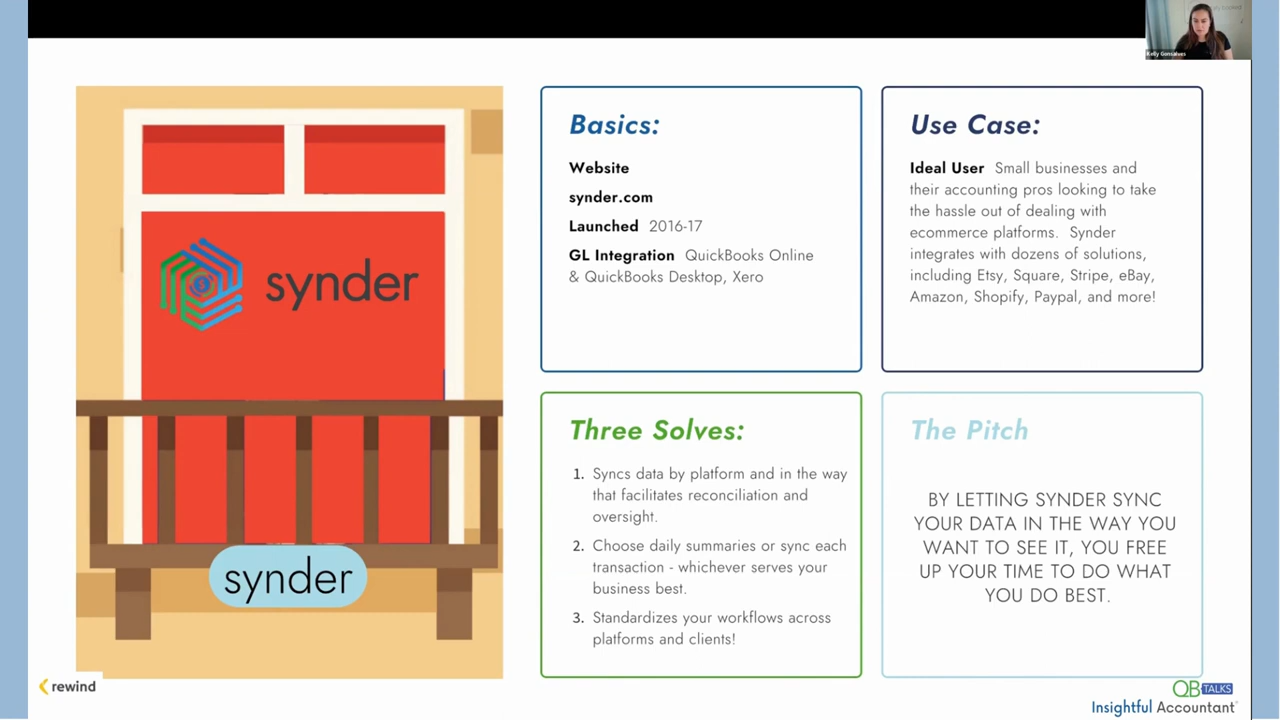 Kelly Gonsalves
synder
synder
Basics:
Website
synder.com
Launched 2016-17
GL Integration QuickBooks Online
& QuickBooks Desktop, Xero
Use Case:
Ideal User Small businesses and
their accounting pros looking to take
the hassle out of dealing with
ecommerce platforms. Synder
integrates with dozens of solutions,
including Etsy, Square, Stripe, eBay,
Amazon, Shopify, Paypal, and more!
Three Solves:
1. Syncs data by platform and in the way
that facilitates reconciliation and
oversight.
2. Choose daily summaries or sync each
transaction - whichever serves your
business best.
3. Standardizes your workflows across
platforms and clients!
The Pitch
BY LETTING SYNDER SYNC
YOUR DATA IN THE WAY YOU
WANT TO SEE IT, YOU FREE
UP YOUR TIME TO DO WHAT
YOU DO BEST.
rewind
QB TALKS
Insightful Accountant